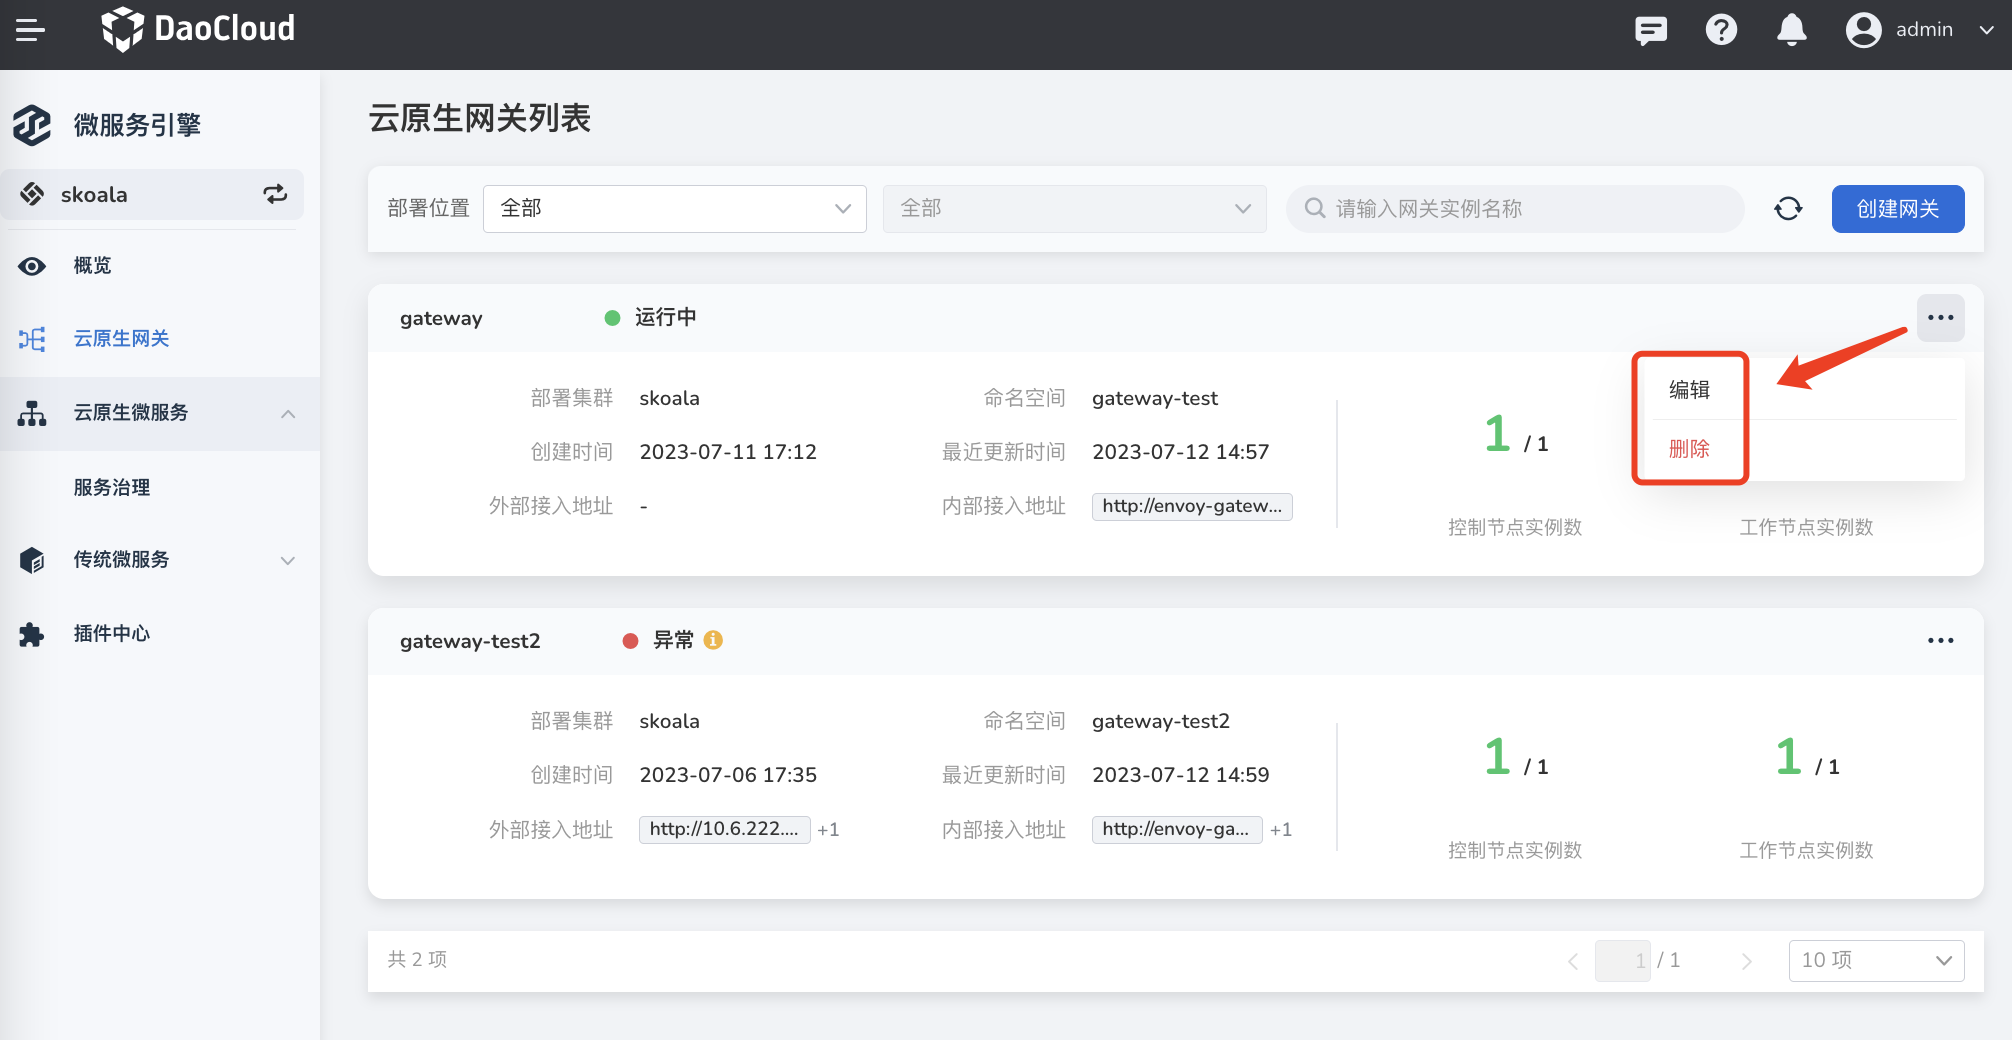 DaoCloud
admin
微服务引擎
skoala
概览
云原生网关
云原生微服务
服务治理
传统微服务
插件中心
云原生网关列表
部署位置 全部 全部 请输入网关实例名称 创建网关
gateway 运行中
编辑
删除
部署集群 skoala 命名空间 gateway-test
创建时间 2023-07-11 17:12 最近更新时间 2023-07-12 14:57
外部接入地址 - 内部接入地址 http://envoy-gatew...
1 / 1
控制节点实例数 工作节点实例数
gateway-test2 异常
部署集群 skoala 命名空间 gateway-test2
创建时间 2023-07-06 17:35 最近更新时间 2023-07-12 14:59
外部接入地址 http://10.6.222.... +1 内部接入地址 http://envoy-ga... +1
1 / 1 1 / 1
控制节点实例数 工作节点实例数
共 2 项 1 / 1 10 项